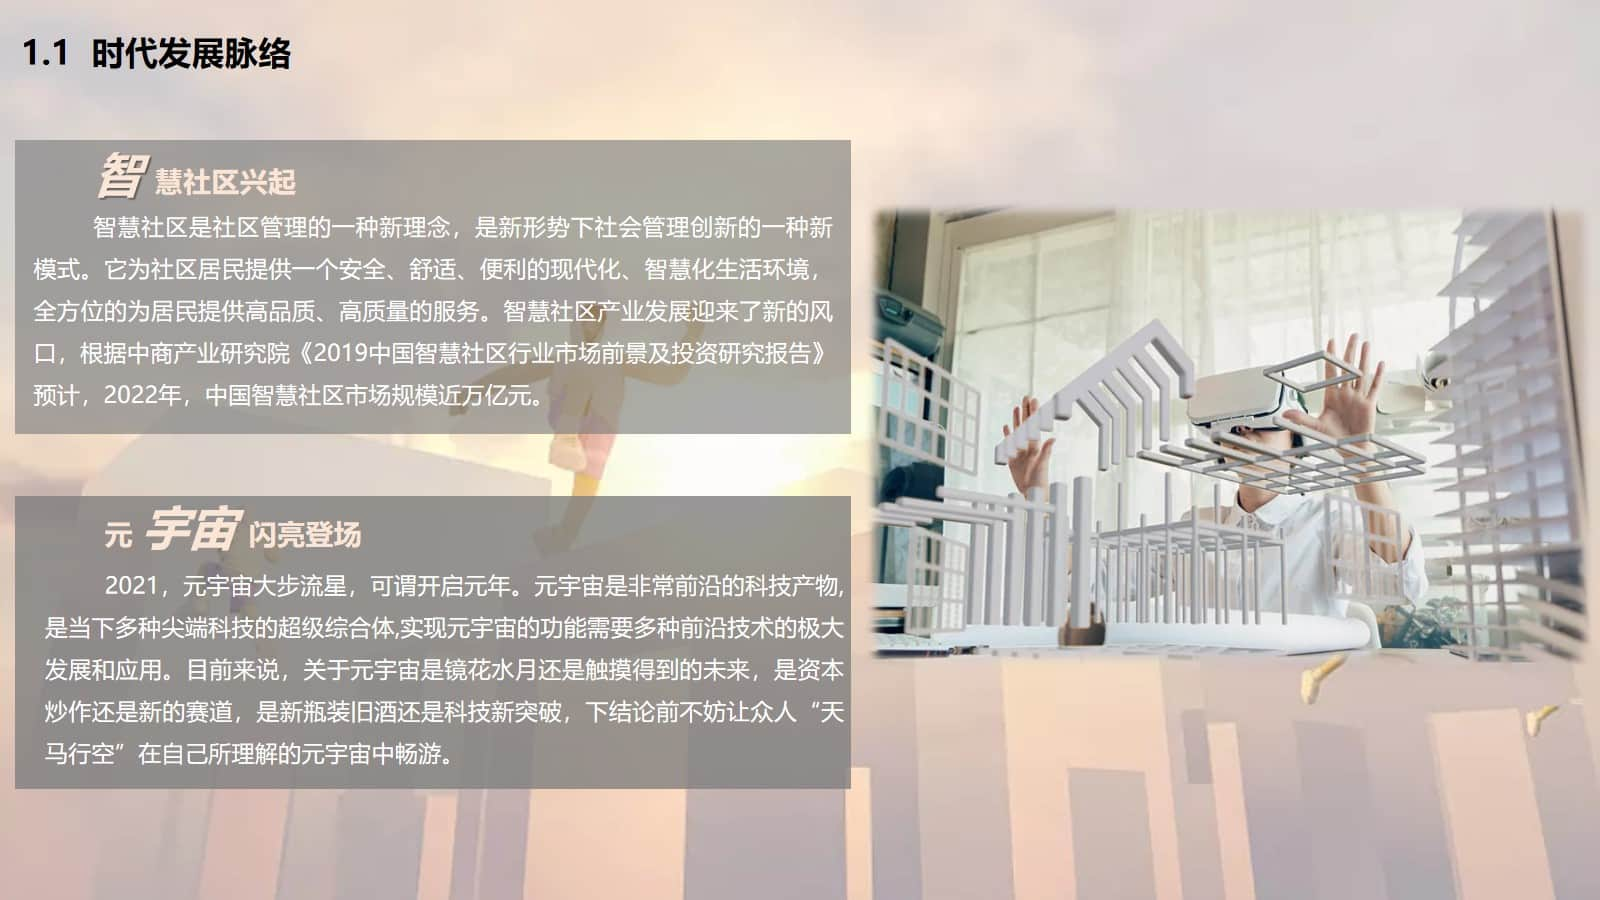 1.1 时代发展脉络
智慧社区兴起
智慧社区是社区管理的一种新理念，是新形势下社会管理创新的一种新
模式。它为社区居民提供一个安全、舒适、便利的现代化、智慧化生活环境，
全方位的为居民提供高品质、高质量的服务。智慧社区产业发展迎来了新的风
口，根据中商产业研究院《2019中国智慧社区行业市场前景及投资研究报告》
预计，2022年，中国智慧社区市场规模近万亿元。
元宇宙闪亮登场
2021，元宇宙大步流星，可谓开启元年。元宇宙是非常前沿的科技产物,
是当下多种尖端科技的超级综合体,实现元宇宙的功能需要多种前沿技术的极大
发展和应用。目前来说，关于元宇宙是镜花水月还是触摸得到的未来，是资本
炒作还是新的赛道，是新瓶装旧酒还是科技新突破，下结论前不妨让众人“天
马行空”在自己所理解的元宇宙中畅游。